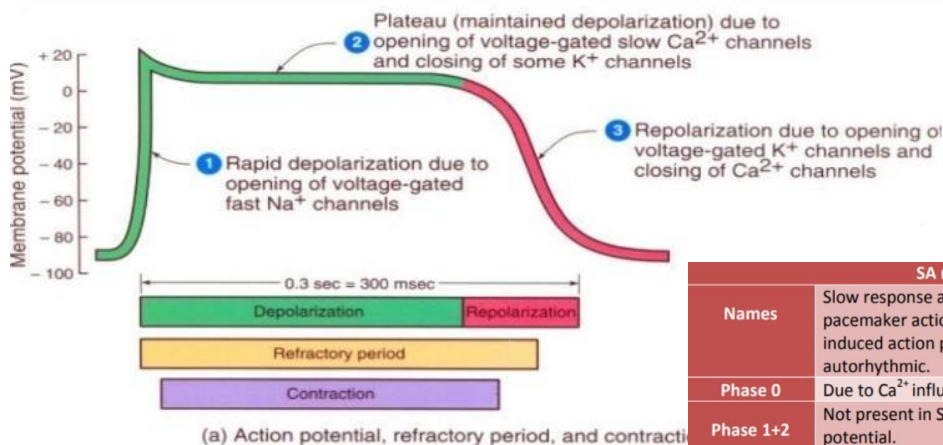 Plateau (maintained depolarization) due to
2 opening of voltage-gated slow Ca²⁺ channels
and closing of some K⁺ channels
Membrane potential (mV)
+ 20
0
− 20
− 40
− 60
− 80
− 100
1 Rapid depolarization due to
opening of voltage-gated
fast Na⁺ channels
3 Repolarization due to opening of
voltage-gated K⁺ channels and
closing of Ca²⁺ channels
0.3 sec = 300 msec
Depolarization
Repolarization
Refractory period
Contraction
(a) Action potential, refractory period, and
SA
Names
Slow response
pacemaker
induced action
autorhythmic.
Phase 0
Due to Ca²⁺
Phase 1+2
Not present in
potential.